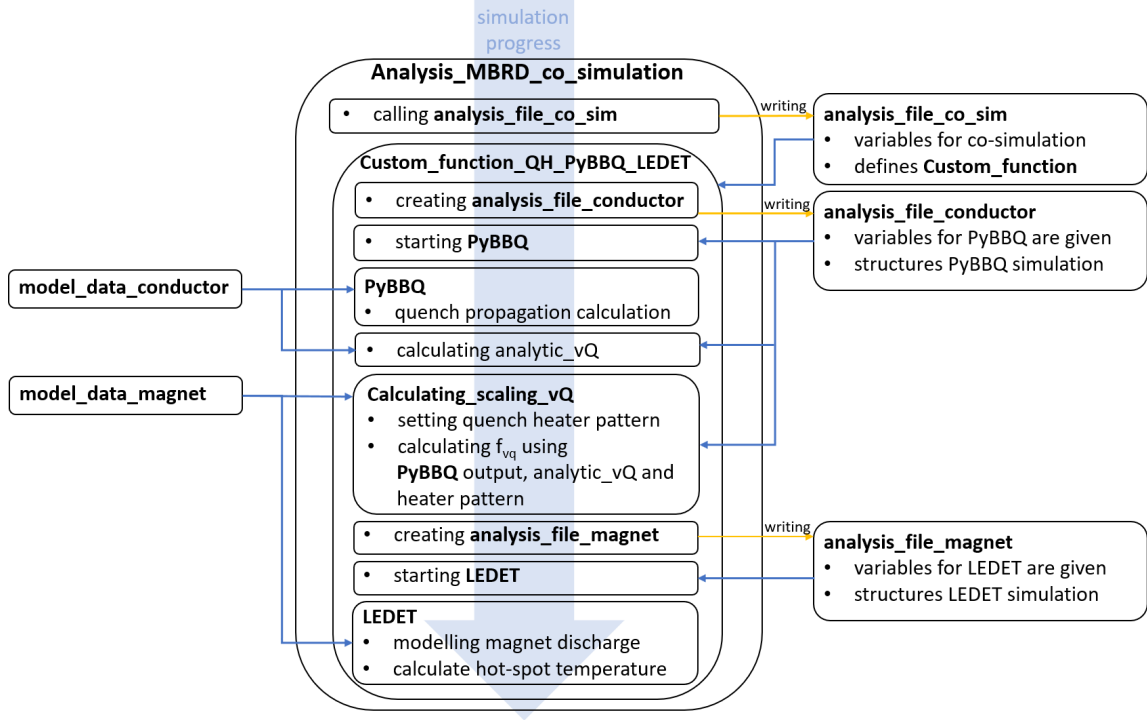 simulation
progress
Analysis_MBRD_co_simulation
• calling analysis_file_co_sim
writing
analysis_file_co_sim
• variables for co-simulation
• defines Custom_function
Custom_function_QH_PyBBQ_LEDET
• creating analysis_file_conductor
writing
analysis_file_conductor
• variables for PyBBQ are given
• structures PyBBQ simulation
• starting PyBBQ
model_data_conductor
PyBBQ
• quench propagation calculation
• calculating analytic_vQ
model_data_magnet
Calculating_scaling_vQ
• setting quench heater pattern
• calculating fvq using
PyBBQ output, analytic_vQ and
heater pattern
• creating analysis_file_magnet
writing
analysis_file_magnet
• variables for LEDET are given
• structures LEDET simulation
• starting LEDET
LEDET
• modelling magnet discharge
• calculate hot-spot temperature